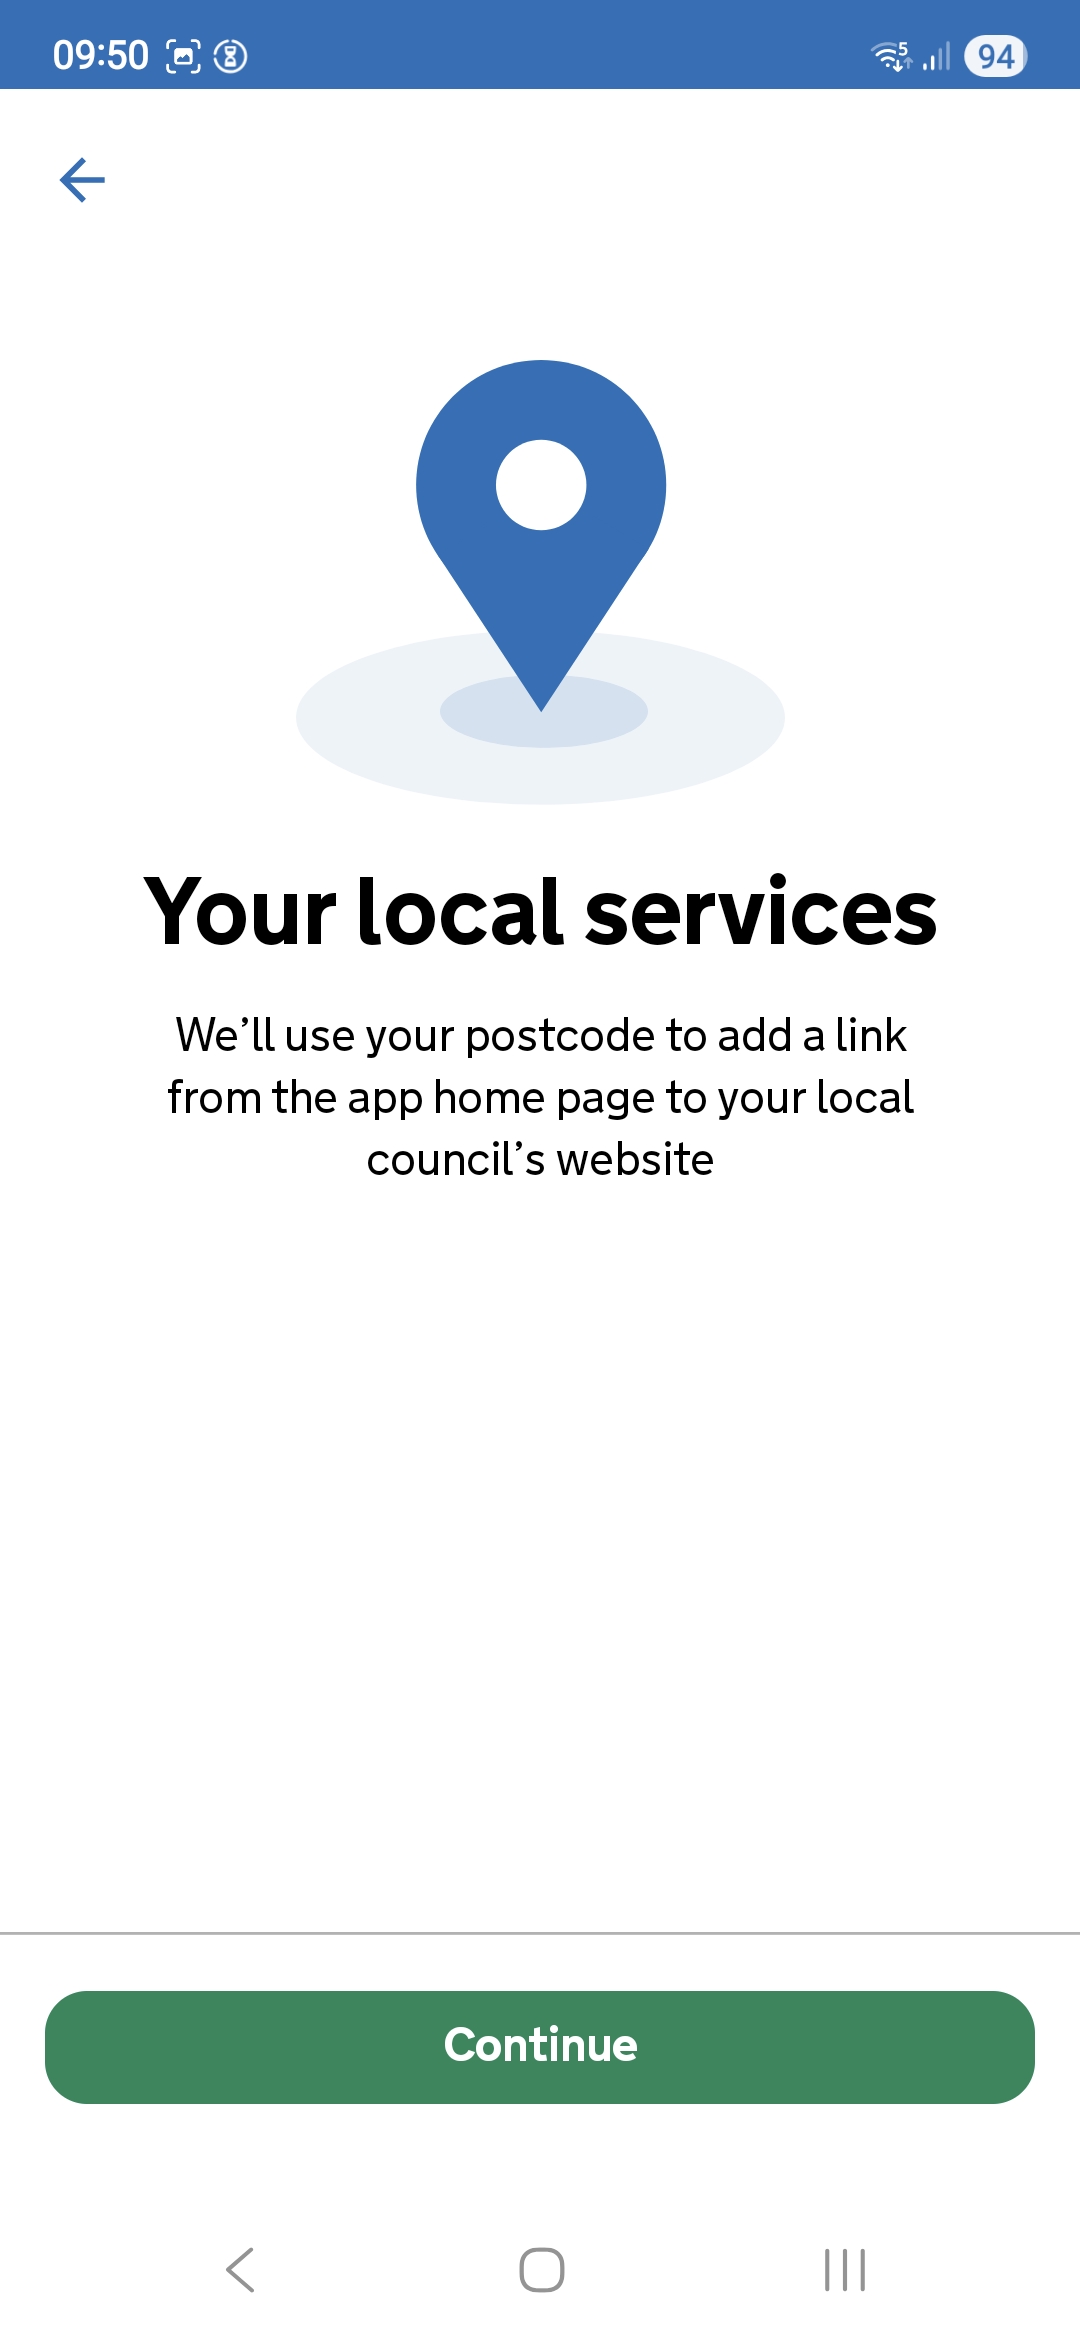 09:50
5
94
Your local services
We’ll use your postcode to add a link
from the app home page to your local
council’s website
Continue